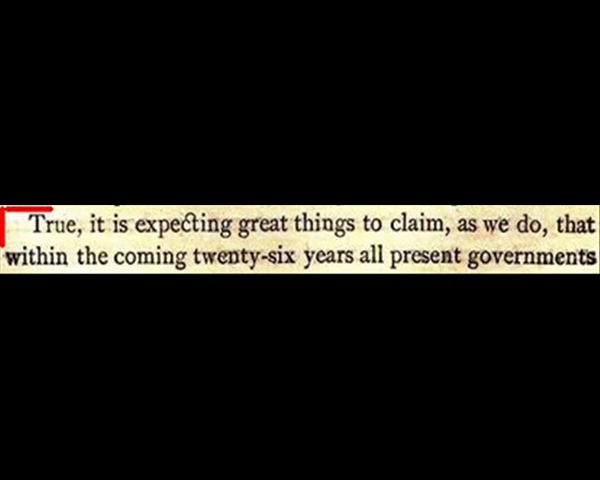 True, it is expecting great things to claim, as we do, that
within the coming twenty-six years all present governments